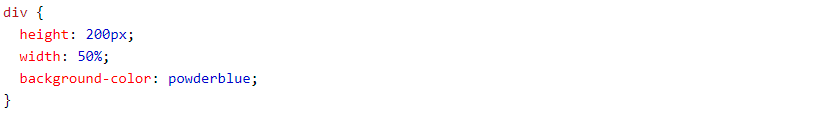 div {
  height: 200px;
  width: 50%;
  background-color: powderblue;
}